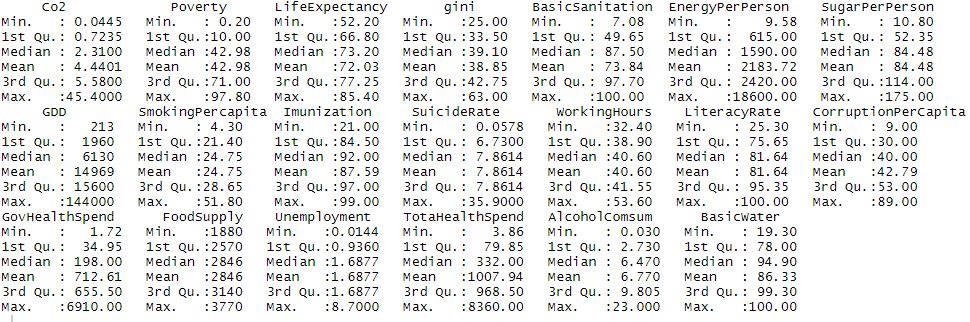 Co2 Poverty LifeExpectancy gini BasicSanitation EnergyPerPerson SugarPerPerson
Min. : 0.0445 Min. : 0.20 Min. :52.20 Min. :25.00 Min. : 7.08 Min. : 9.58 Min. : 10.80
1st Qu.: 0.7235 1st Qu.:10.00 1st Qu.:66.80 1st Qu.:33.50 1st Qu.: 49.65 1st Qu.: 615.00 1st Qu.: 52.35
Median : 2.3100 Median :42.98 Median :73.20 Median :39.10 Median : 87.50 Median : 1590.00 Median : 84.48
Mean : 4.4401 Mean :42.98 Mean :72.03 Mean :38.85 Mean : 73.84 Mean : 2183.72 Mean : 84.48
3rd Qu.: 5.5800 3rd Qu.:71.00 3rd Qu.:77.25 3rd Qu.:42.75 3rd Qu.: 97.70 3rd Qu.: 2420.00 3rd Qu.:114.00
Max. :45.4000 Max. :97.80 Max. :85.40 Max. :63.00 Max. :100.00 Max. :18600.00 Max. :175.00
GDD SmokingPercapita Imunization SuicideRate WorkingHours LiteracyRate CorruptionPercapita
Min. : 213 Min. : 4.30 Min. :21.00 Min. : 0.0578 Min. :32.40 Min. : 25.30 Min. : 9.00
1st Qu.: 1960 1st Qu.:21.40 1st Qu.:84.50 1st Qu.: 6.7300 1st Qu.:38.90 1st Qu.: 75.65 1st Qu.:30.00
Median : 6130 Median :24.75 Median :92.00 Median : 7.8614 Median :40.60 Median : 81.64 Median :40.00
Mean : 14969 Mean :24.75 Mean :87.59 Mean : 7.8614 Mean :40.60 Mean : 81.64 Mean :42.79
3rd Qu.: 15600 3rd Qu.:28.65 3rd Qu.:97.00 3rd Qu.: 7.8614 3rd Qu.:41.55 3rd Qu.: 95.35 3rd Qu.:53.00
Max. :144000 Max. :51.80 Max. :99.00 Max. :35.9000 Max. :53.60 Max. :100.00 Max. :89.00
GovHealthSpend FoodSupply Unemployment TotaHealthSpend AlcoholComsum BasicWater
Min. : 1.72 Min. :1880 Min. :0.0144 Min. : 3.86 Min. : 0.030 Min. : 19.30
1st Qu.: 34.95 1st Qu.:2570 1st Qu.:0.9360 1st Qu.: 79.85 1st Qu.: 2.730 1st Qu.: 78.00
Median : 198.00 Median :2846 Median :1.6877 Median : 332.00 Median : 6.470 Median : 94.90
Mean : 712.61 Mean :2846 Mean :1.6877 Mean :1007.94 Mean : 6.770 Mean : 86.33
3rd Qu.: 655.50 3rd Qu.:3140 3rd Qu.:1.6877 3rd Qu.: 968.50 3rd Qu.: 9.805 3rd Qu.: 99.30
Max. :6910.00 Max. :3770 Max. :8.7000 Max. :8360.00 Max. :23.000 Max. :100.00